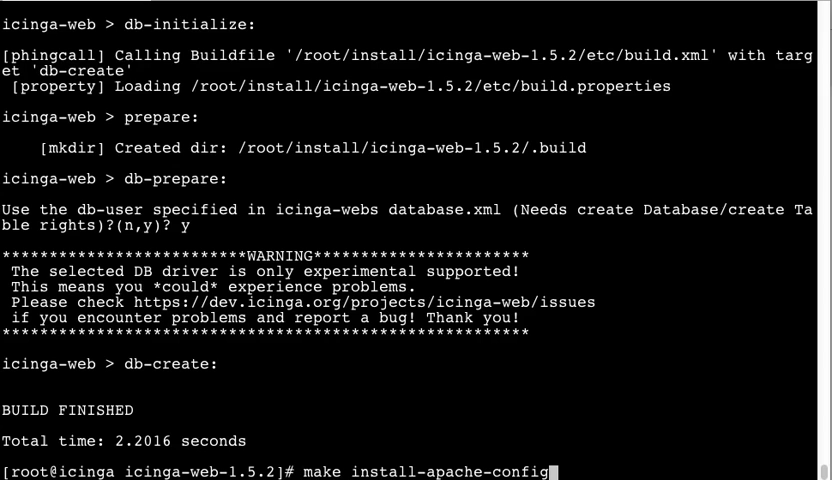 icinga-web > db-initialize:
[phingcall] Calling Buildfile '/root/install/icinga-web-1.5.2/etc/build.xml' with targ
et 'db-create'
[property] Loading /root/install/icinga-web-1.5.2/etc/build.properties
icinga-web > prepare:
[mkdir] Created dir: /root/install/icinga-web-1.5.2/.build
icinga-web > db-prepare:
Use the db-user specified in icinga-webs database.xml (Needs create Database/create Ta
ble rights)?(n,y)? y
**************************WARNING***********************
The selected DB driver is only experimental supported!
This means you *could* experience problems.
Please check https://dev.icinga.org/projects/icinga-web/issues
if you encounter problems and report a bug! Thank you!
********************************************************
icinga-web > db-create:
BUILD FINISHED
Total time: 2.2016 seconds
[root@icinga icinga-web-1.5.2]# make install-apache-config